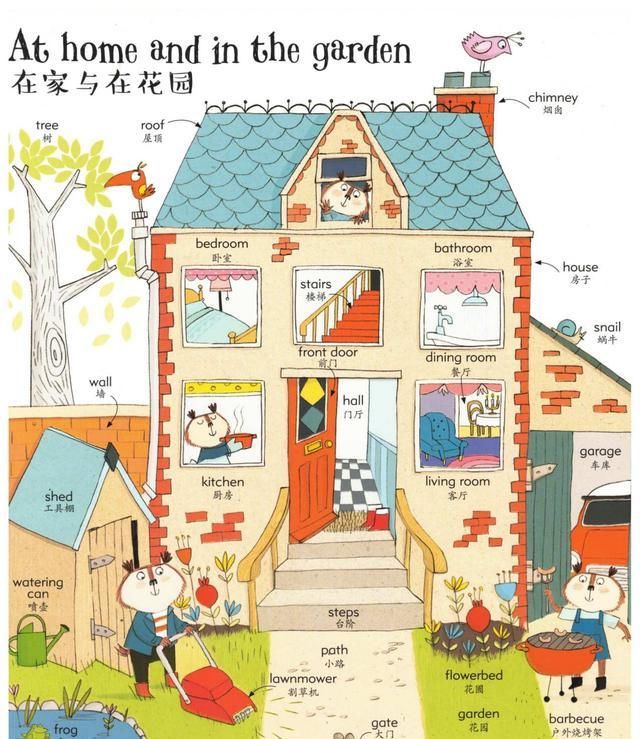 At home and in the garden
在家与在花园
chimney
烟囱
tree
树
roof
屋顶
bedroom
卧室
bathroom
浴室
stairs
楼梯
house
房子
snail
蜗牛
front door
前门
dining room
餐厅
wall
墙
hall
门厅
kitchen
厨房
living room
客厅
garage
车库
shed
工具棚
watering
can
喷壶
steps
台阶
path
小路
lawnmower
割草机
flowerbed
花圃
frog
gate
大门
garden
花园
barbecue
户外烧烤架